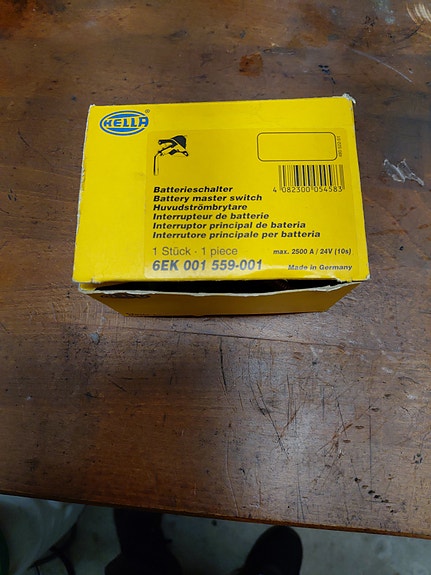 HELLA ®
4 082300 054583
Batterieschalter
Battery master switch
Huvudströmbrytare
Interrupteur de batterie
Interruptor principal de bateria
Interrutore principale per batteria
1 Stück · 1 piece
max. 2500 A / 24V (10s)
6EK 001 559-001
Made in Germany